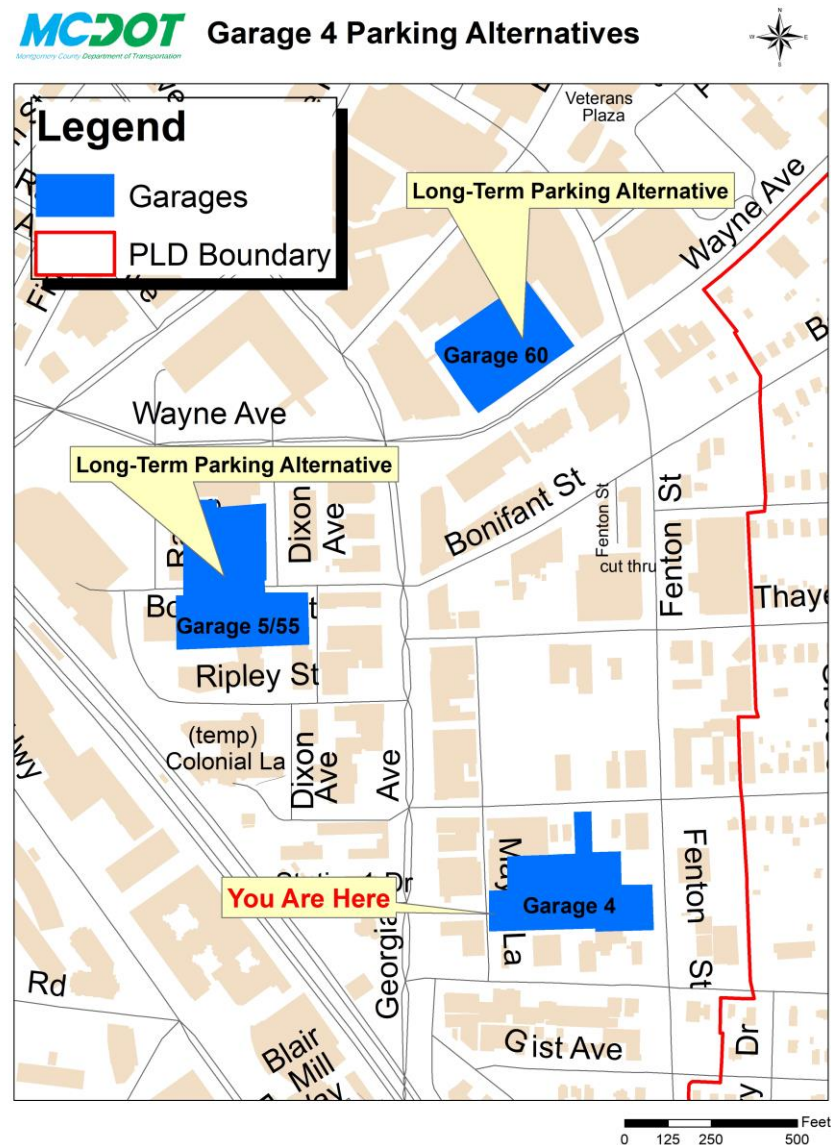 MCDOT
Montgomery County Department of Transportation
Garage 4 Parking Alternatives
Legend
Garages
PLD Boundary
Veterans
Plaza
Long-Term Parking Alternative
Wayne Ave
Garage 60
Wayne Ave
Long-Term Parking Alternative
Dixon
Ave
Bonifant St
Fenton St
cut thru
Fenton St
Garage 5/55
Ripley St
(temp)
Colonial La
Dixon
Ave
Ave
Fenton St
You Are Here
Garage 4
La
Georgia
Rd
Blair
Mill
Gist Ave
Dr
Feet
0 125 250 500